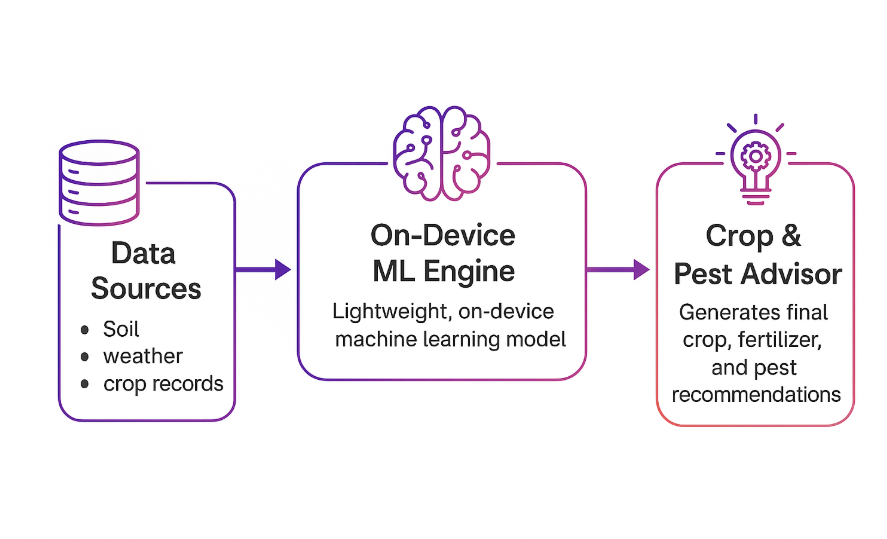 Data
Sources
• Soil
• weather
• crop records
On-Device
ML Engine
Lightweight, on-device
machine learning model
Crop &
Pest Advisor
Generates final
crop, fertilizer,
and pest
recommendations